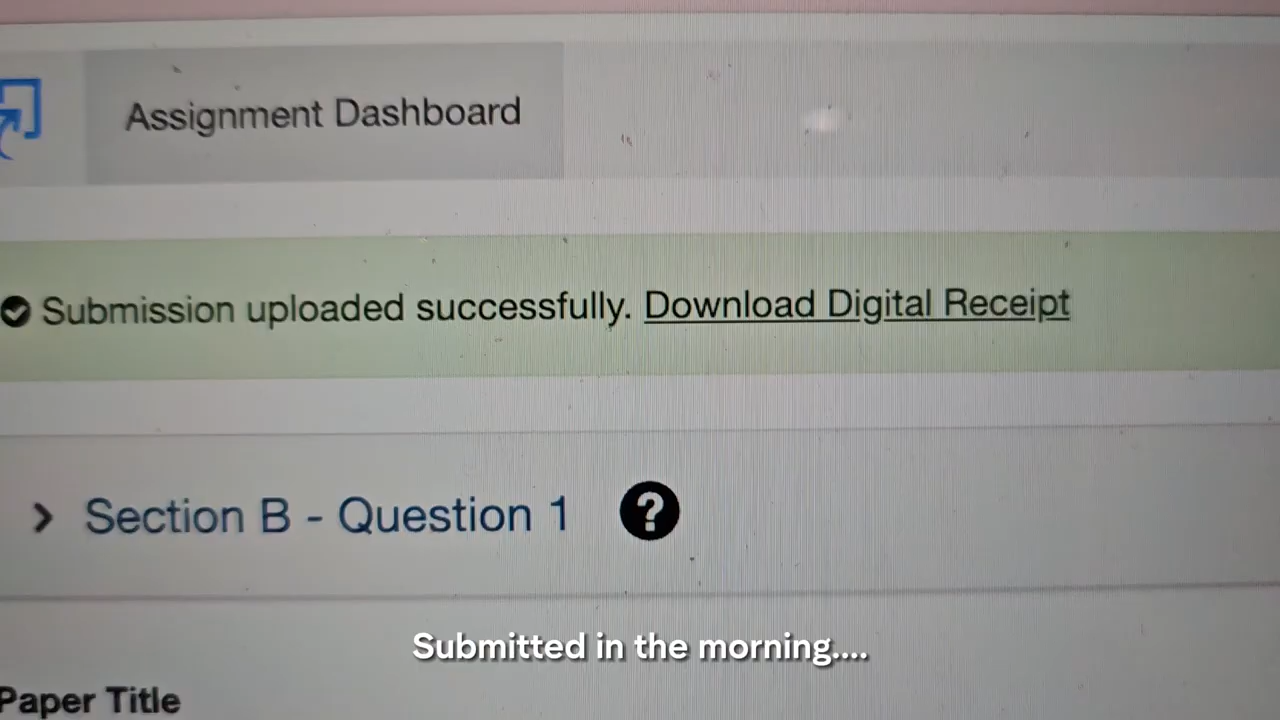 Assignment Dashboard
Submission uploaded successfully. Download Digital Receipt
Section B - Question 1
?
Submitted in the morning....
Paper Title